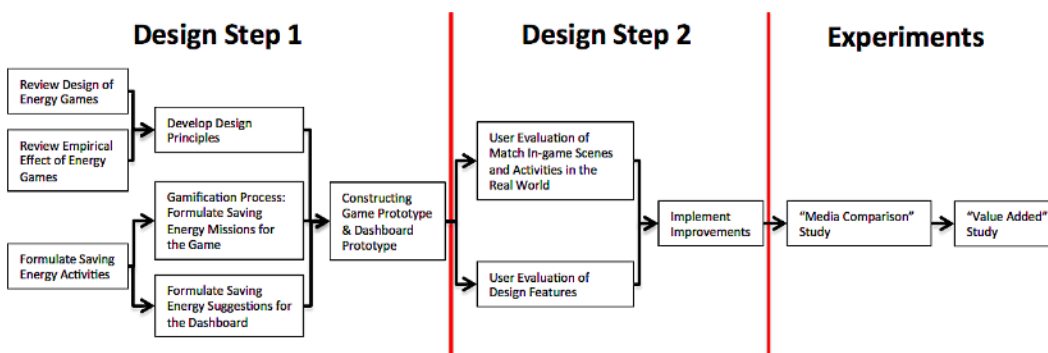 Design Step 1
Design Step 2
Experiments
Review Design of
Energy Games
Review Empirical
Effect of Energy
Games
Formulate Saving
Energy Activities
Develop Design
Principles
Gamification Process:
Formulate Saving
Energy Missions for
the Game
Formulate Saving
Energy Suggestions for
the Dashboard
Constructing
Game Prototype
& Dashboard
Prototype
User Evaluation of
Match In-game Scenes
and Activities in the
Real World
User Evaluation of
Design Features
Implement
Improvements
“Media Comparison”
Study
“Value Added”
Study